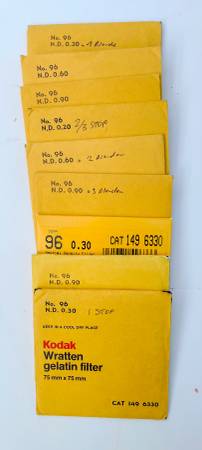 No. 96
N.D. 0.30 - 1 Blende
No. 96
N.D. 0.60
No. 96
N.D. 0.90
No. 96
N.D. 0.20 2/3 STOP
No. 96
N.D. 0.60 = 2 Blenden
No. 96
N.D. 0.90 = 3 Blenden
96 0.30 CAT 149 6330
No. 96
N.D. 0.90
No. 96
N.D. 0.30 1 STOP
KEEP IN A COOL DRY PLACE
Kodak
Wratten
gelatin filter
75 mm x 75 mm
CAT 149 6330